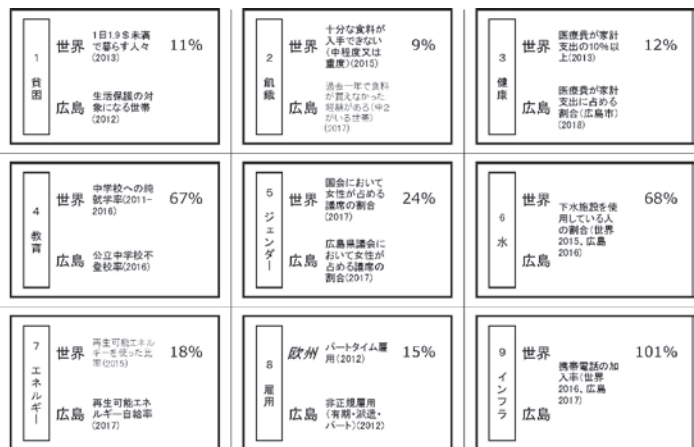 1 貧困
世界
1日1.9$未満
で暮らす人々
(2013)
11%
広島
生活保護の対
象になる世帯
(2012)
2 飢餓
世界
十分な食料が
入手できない
(中程度又は
重度)(2015)
9%
広島
過去一年で食料
が買えなかった
経験がある(中2
がいる世帯)
(2017)
3 健康
世界
医療費が家計
支出の10%以
上(2013)
12%
広島
医療費が家計
支出に占める
割合(広島市)
(2018)
4 教育
世界
中学校への純
就学率(2011-
2016)
67%
広島
公立中学校不
登校率(2016)
5 ジェンダー
世界
国会において
女性が占める
議席の割合
(2017)
24%
広島
広島県議会に
おいて女性が
占める議席の
割合(2017)
6 水
世界
下水施設を使
用している人
の割合(世界
2015、広島
2016)
68%
広島
7 エネルギー
世界
再生可能エネル
ギーを使った比
率(2015)
18%
広島
再生可能エネ
ルギー自給率
(2017)
8 雇用
欧州
パートタイム雇
用(2012)
15%
広島
非正規雇用
(有期・派遣・
パート)(2012)
9 インフラ
世界
携帯電話の加
入率(世界
2016、広島
2017)
101%
広島